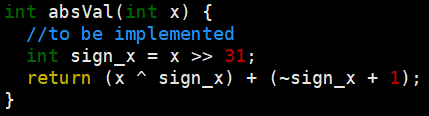 int absVal(int x) {
  //to be implemented
  int sign_x = x >> 31;
  return (x ^ sign_x) + (~sign_x + 1);
}